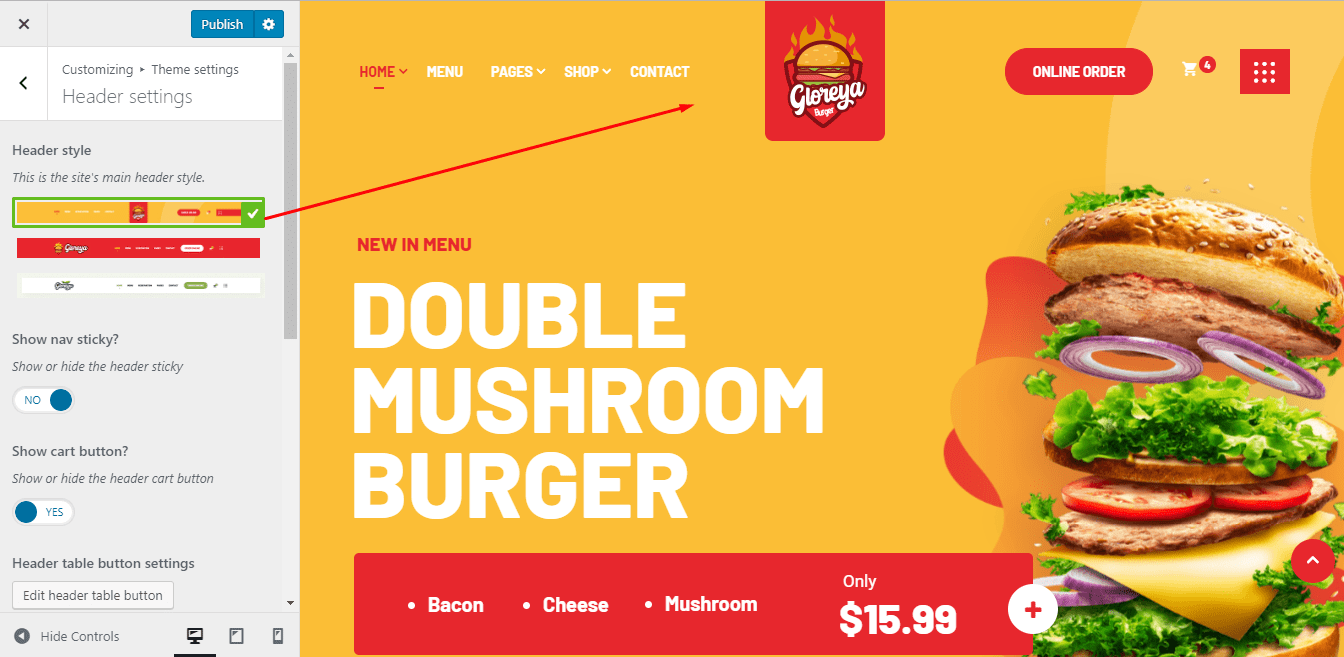 Publish
Customizing ▸ Theme settings
Header settings
Header style
This is the site's main header style.
Show nav sticky?
Show or hide the header sticky
NO
Show cart button?
Show or hide the header cart button
YES
Header table button settings
Edit header table button
Hide Controls
HOME MENU PAGES SHOP CONTACT
Gloreya
Burger
ONLINE ORDER
4
NEW IN MENU
DOUBLE
MUSHROOM
BURGER
• Bacon • Cheese • Mushroom
Only
$15.99
+